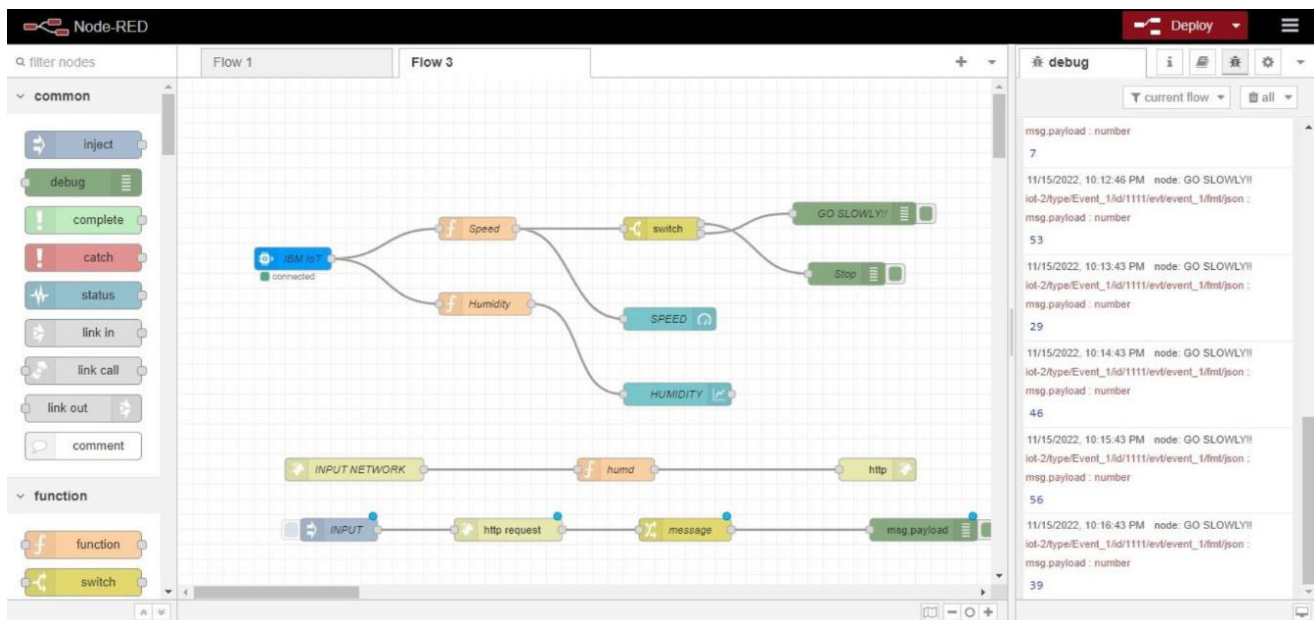 Node-RED
Deploy
filter nodes
Flow 1
Flow 3
debug
i
common
current flow
all
inject
debug
complete
catch
status
link in
link call
link out
comment
function
function
switch
IBM IoT
connected
Speed
Humidity
switch
GO SLOWLY!!
Stop
SPEED
HUMIDITY
INPUT NETWORK
humd
http
INPUT
http request
message
msg.payload
msg.payload : number
7
11/15/2022, 10:12:46 PM node: GO SLOWLY!!
iot-2/type/Event_1/id/1111/evt/event_1/fmt/json :
msg.payload : number
53
11/15/2022, 10:13:43 PM node: GO SLOWLY!!
iot-2/type/Event_1/id/1111/evt/event_1/fmt/json :
msg.payload : number
29
11/15/2022, 10:14:43 PM node: GO SLOWLY!!
iot-2/type/Event_1/id/1111/evt/event_1/fmt/json :
msg.payload : number
46
11/15/2022, 10:15:43 PM node: GO SLOWLY!!
iot-2/type/Event_1/id/1111/evt/event_1/fmt/json :
msg.payload : number
56
11/15/2022, 10:16:43 PM node: GO SLOWLY!!
iot-2/type/Event_1/id/1111/evt/event_1/fmt/json :
msg.payload : number
39